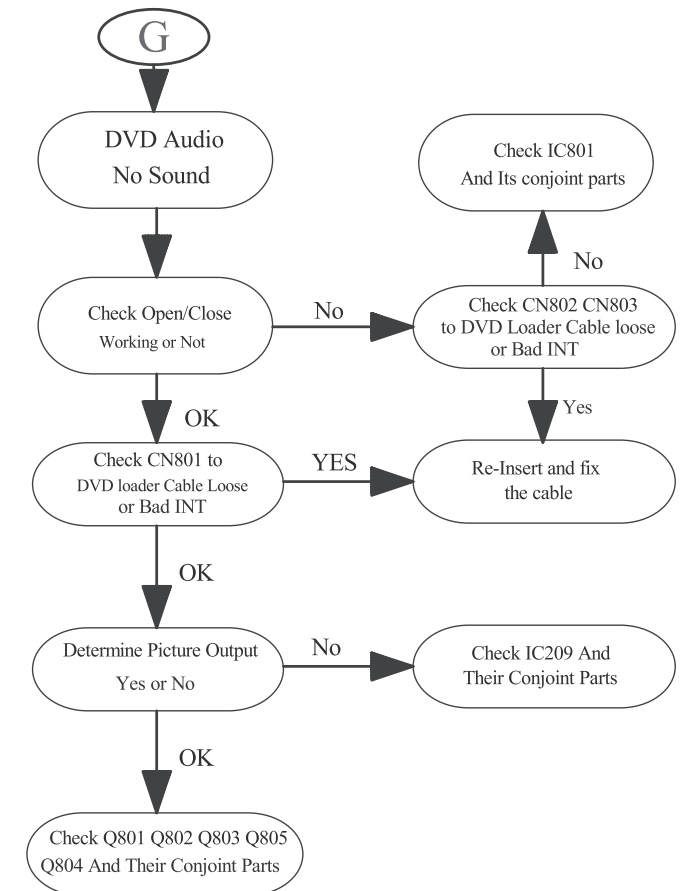 G
DVD Audio
No Sound
Check IC801
And Its conjoint parts
No
Check Open/Close
Working or Not
No
Check CN802 CN803
to DVD Loader Cable loose
or Bad INT
OK
Yes
Check CN801 to
DVD loader Cable Loose
or Bad INT
YES
Re-Insert and fix
the cable
OK
Determine Picture Output
Yes or No
No
Check IC209 And
Their Conjoint Parts
OK
Check Q801 Q802 Q803 Q805
Q804 And Their Conjoint Parts